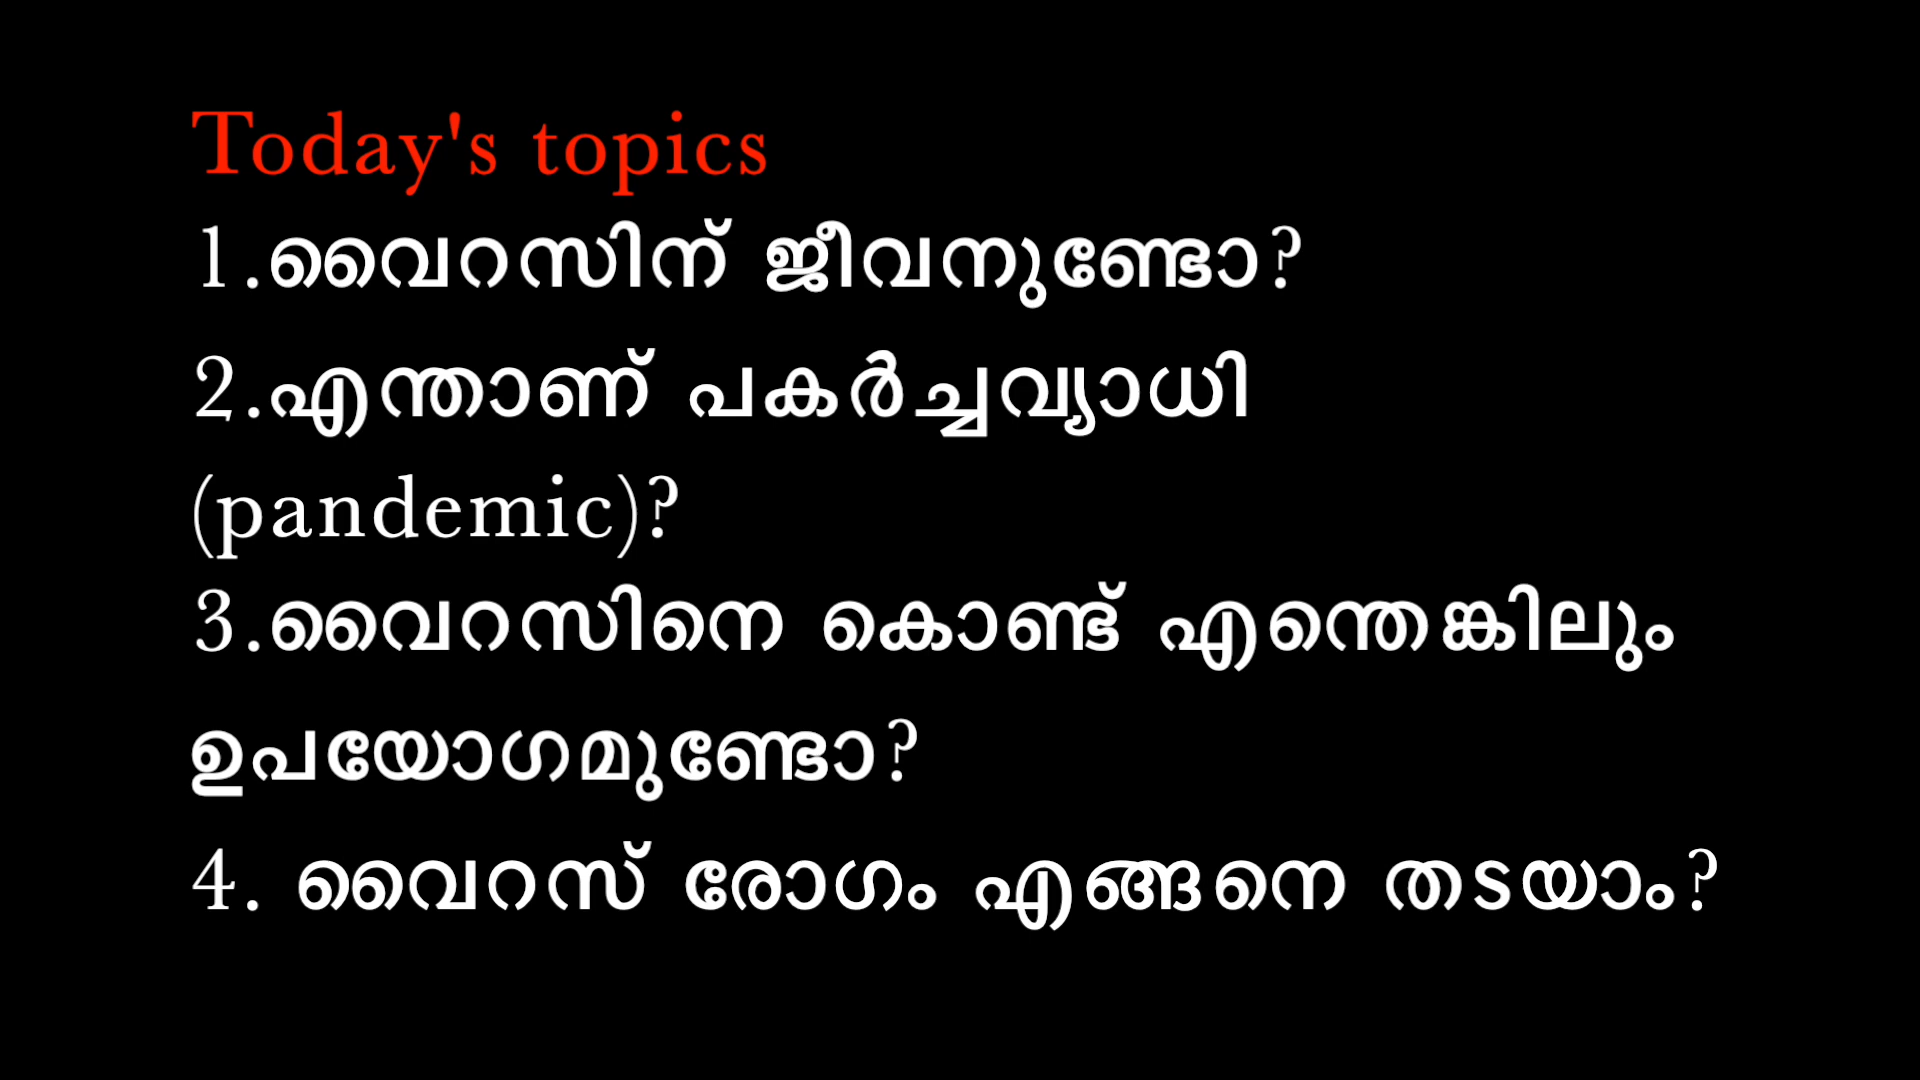 Today's topics
1.വൈറസിന് ജീവനുണ്ടോ?
2.എന്താണ് പകർച്ചവ്യാധി
(pandemic)?
3.വൈറസിനെ കൊണ്ട് എന്തെങ്കിലും
ഉപയോഗമുണ്ടോ?
4. വൈറസ് രോഗം എങ്ങനെ തടയാം?